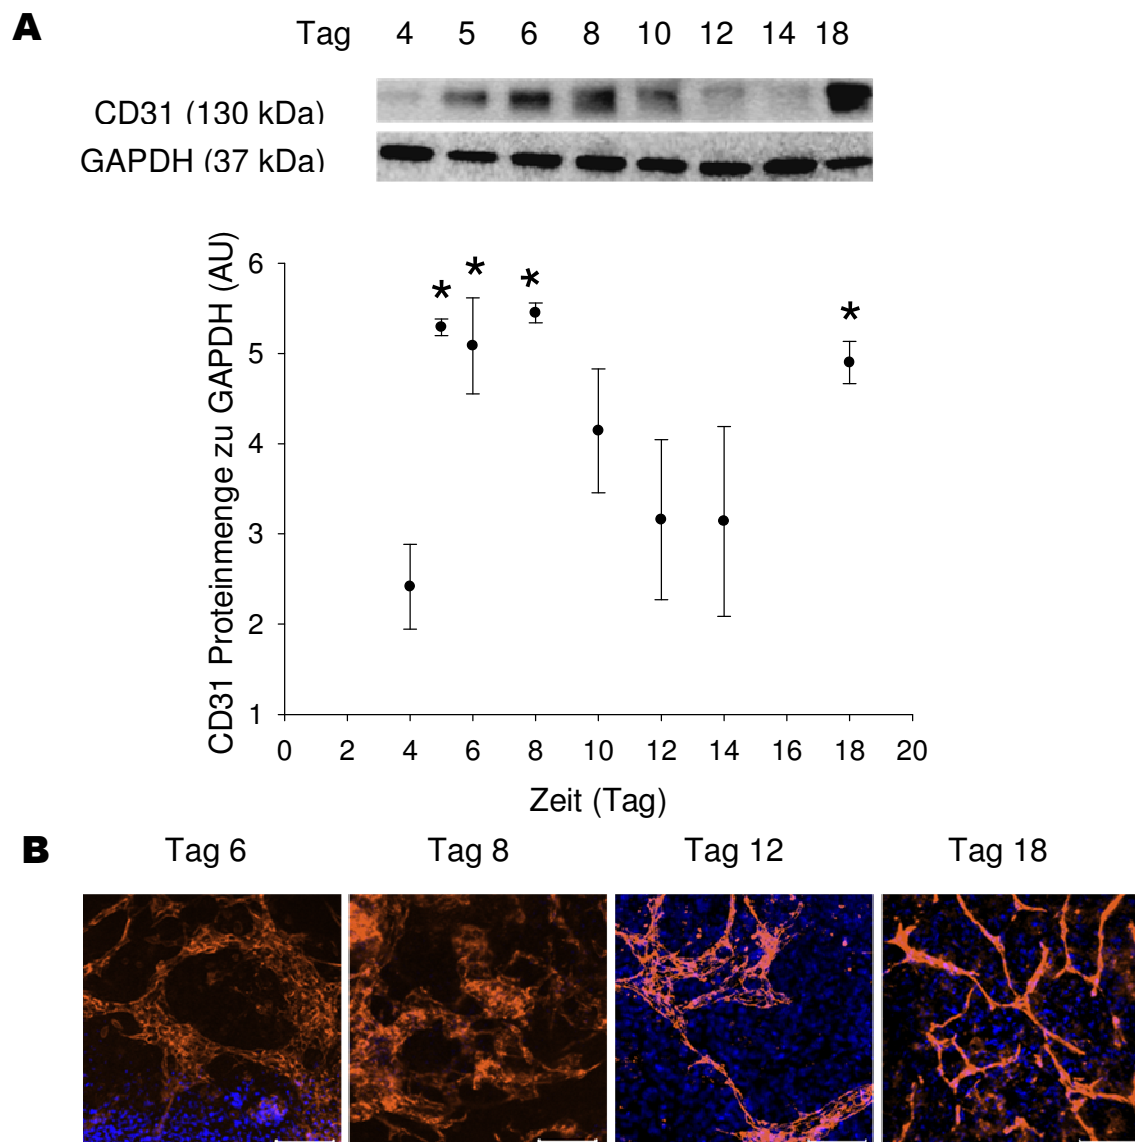 A
Tag 4 5 6 8 10 12 14 18
CD31 (130 kDa)
GAPDH (37 kDa)
CD31 Proteinmenge zu GAPDH (AU)
6
5
4
3
2
1
* * * *
0 2 4 6 8 10 12 14 16 18 20
Zeit (Tag)
B
Tag 6 Tag 8 Tag 12 Tag 18